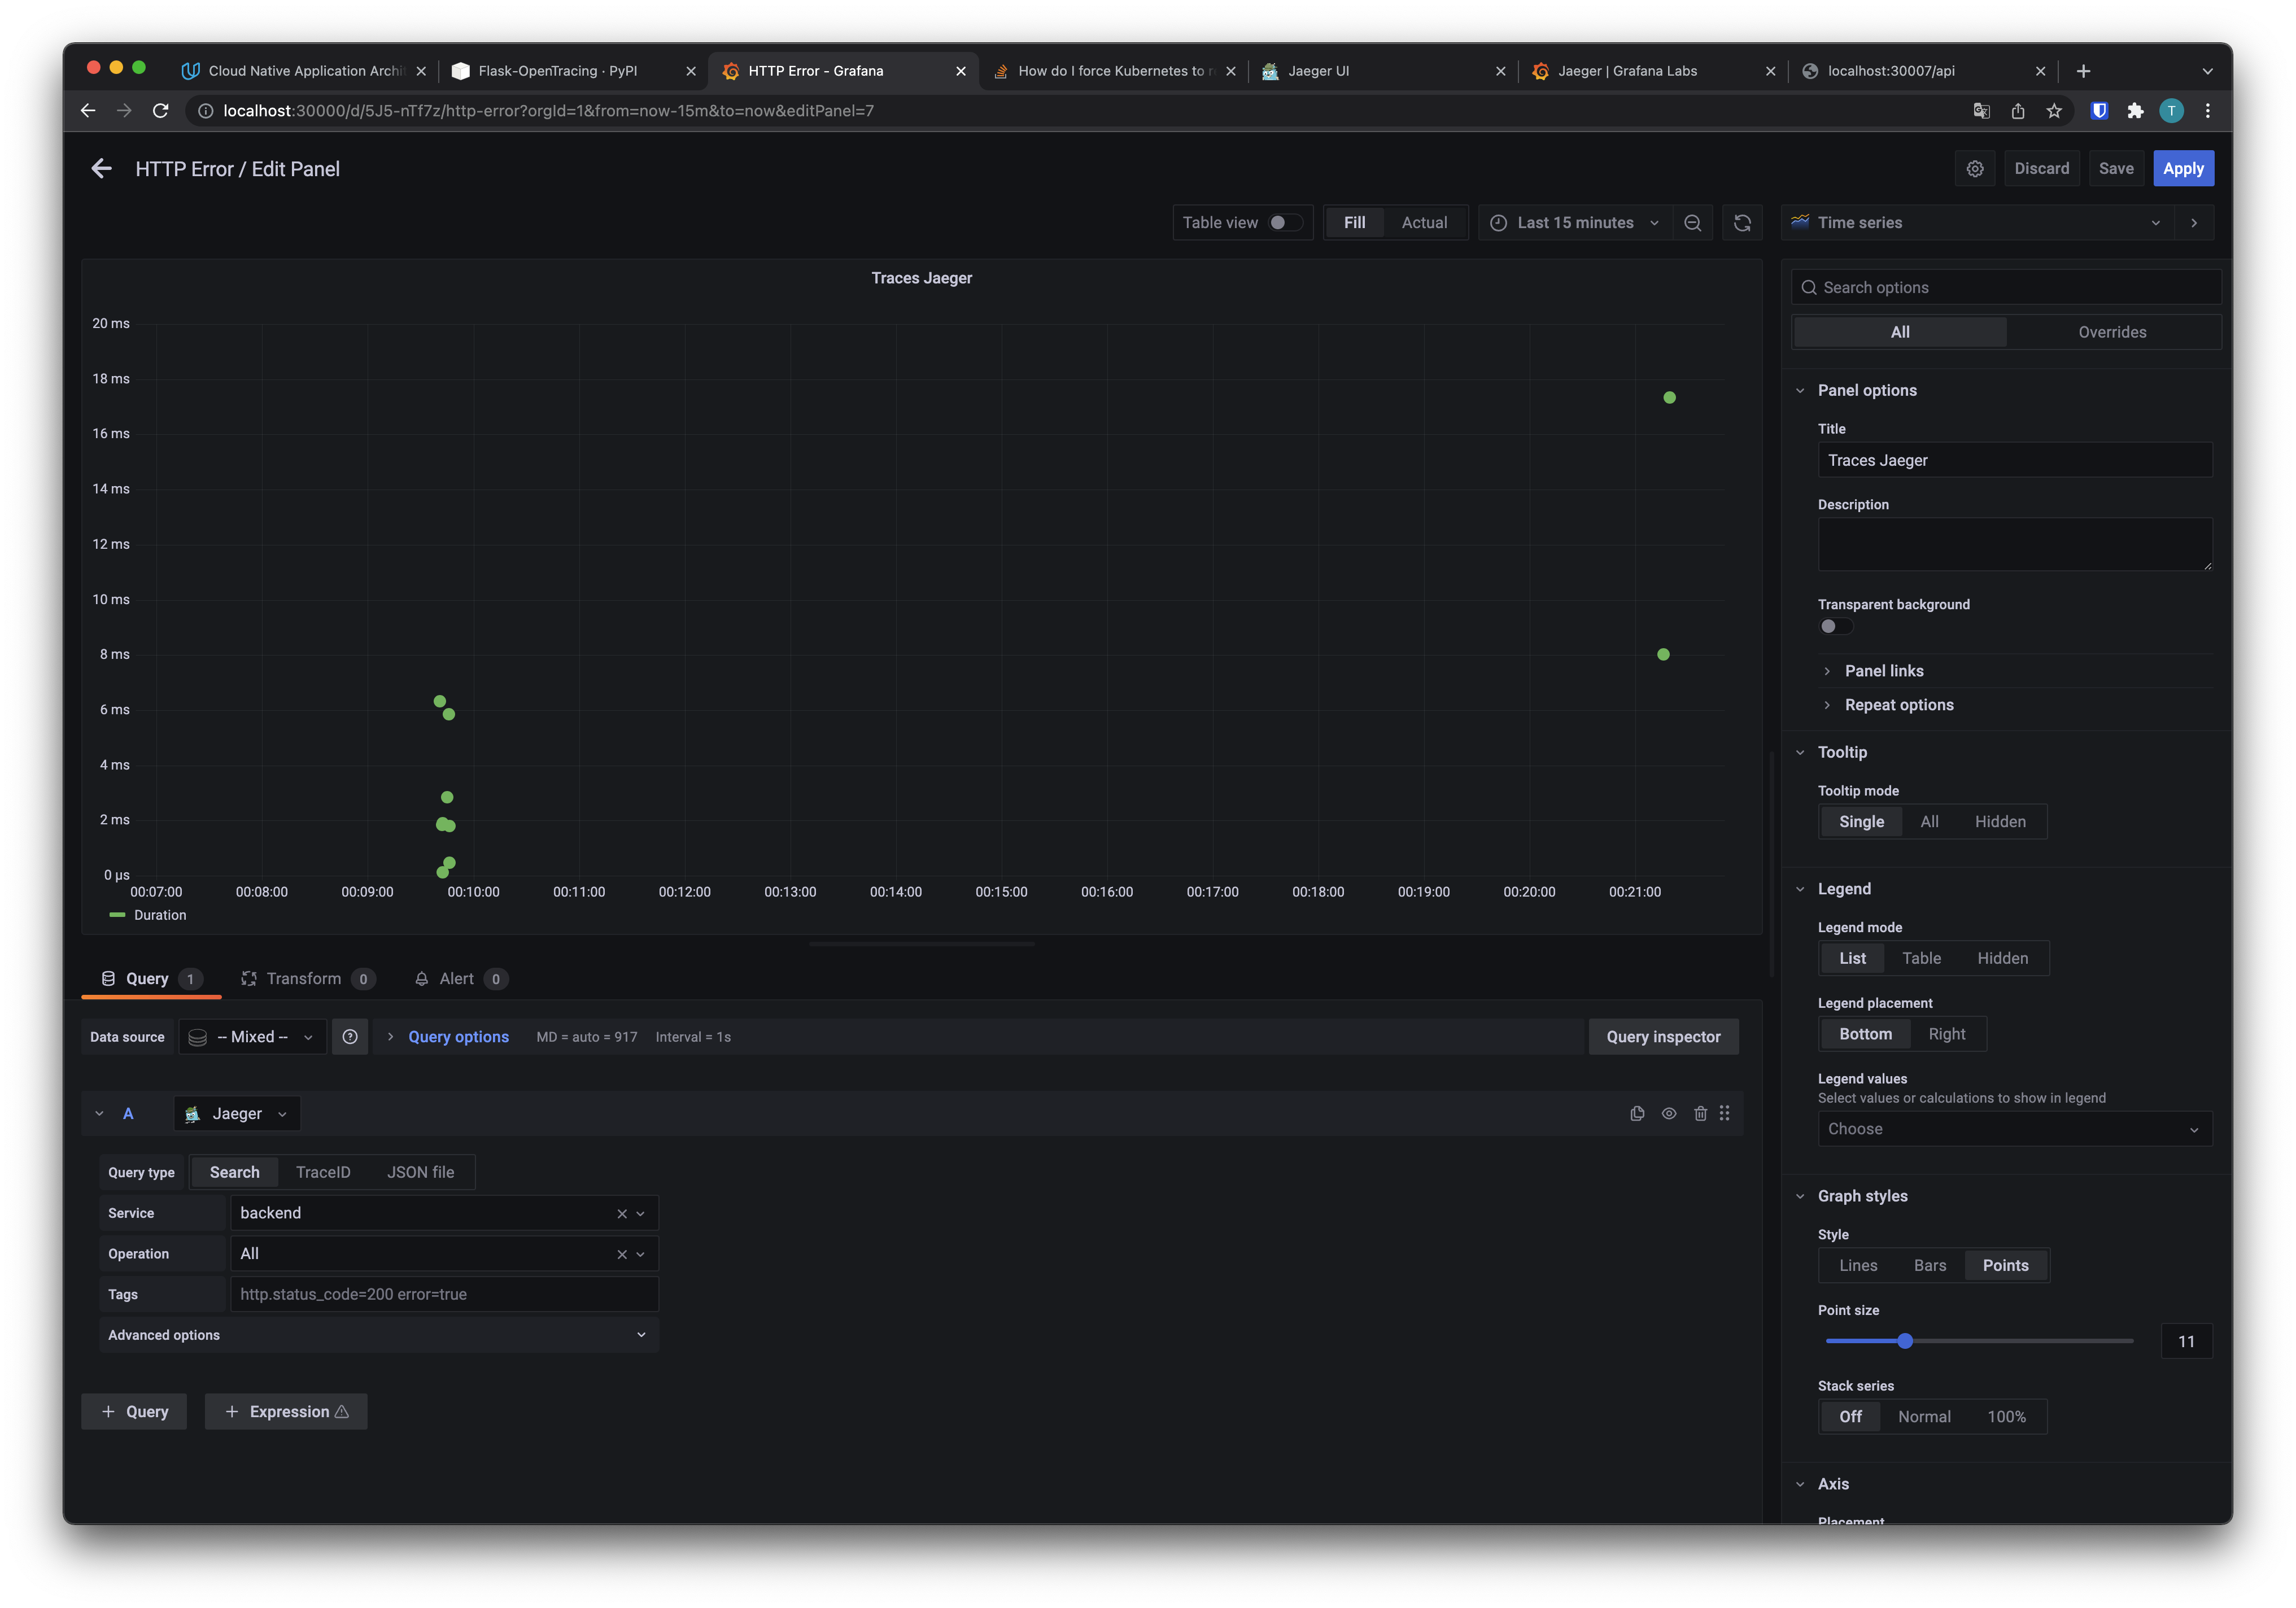 Cloud Native Application Archi
Flask-OpenTracing · PyPI
HTTP Error - Grafana
How do I force Kubernetes to r
Jaeger UI
Jaeger | Grafana Labs
localhost:30007/api
localhost:30000/d/5J5-nTf7z/http-error?orgId=1&from=now-15m&to=now&editPanel=7
T
HTTP Error / Edit Panel
Discard
Save
Apply
Table view
Fill
Actual
Last 15 minutes
Time series
Traces Jaeger
20 ms
18 ms
16 ms
14 ms
12 ms
10 ms
8 ms
6 ms
4 ms
2 ms
0 µs
00:07:00 00:08:00 00:09:00 00:10:00 00:11:00 00:12:00 00:13:00 00:14:00 00:15:00 00:16:00 00:17:00 00:18:00 00:19:00 00:20:00 00:21:00
Duration
Query 1
Transform 0
Alert 0
Data source
-- Mixed --
Query options
MD = auto = 917
Interval = 1s
Query inspector
A
Jaeger
Query type
Search
TraceID
JSON file
Service
backend
Operation
All
Tags
http.status_code=200 error=true
Advanced options
+ Query
+ Expression
Search options
All
Overrides
Panel options
Title
Traces Jaeger
Description
Transparent background
Panel links
Repeat options
Tooltip
Tooltip mode
Single
All
Hidden
Legend
Legend mode
List
Table
Hidden
Legend placement
Bottom
Right
Legend values
Select values or calculations to show in legend
Choose
Graph styles
Style
Lines
Bars
Points
Point size
11
Stack series
Off
Normal
100%
Axis
Placement